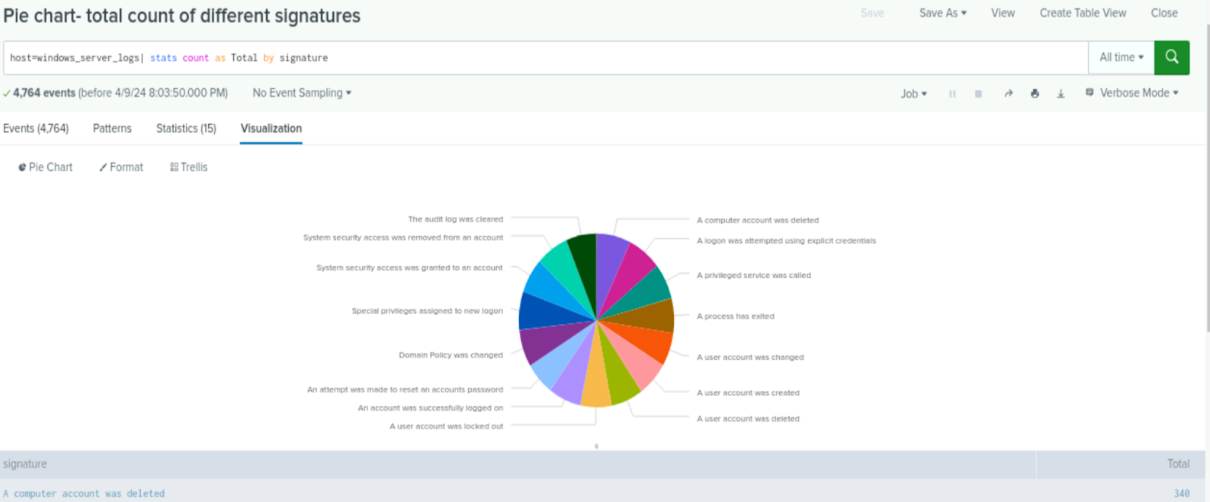 Pie chart- total count of different signatures
Save Save As View Create Table View Close
host=windows_server_logs| stats count as Total by signature
All time
4,764 events (before 4/9/24 8:03:50.000 PM) No Event Sampling
Job Verbose Mode
Events (4,764) Patterns Statistics (15) Visualization
Pie Chart Format Trellis
The audit log was cleared
System security access was removed from an account
System security access was granted to an account
Special privileges assigned to new logon
Domain Policy was changed
An attempt was made to reset an accounts password
An account was successfully logged on
A user account was locked out
A computer account was deleted
A logon was attempted using explicit credentials
A privileged service was called
A process has exited
A user account was changed
A user account was created
A user account was deleted
signature Total
A computer account was deleted 340